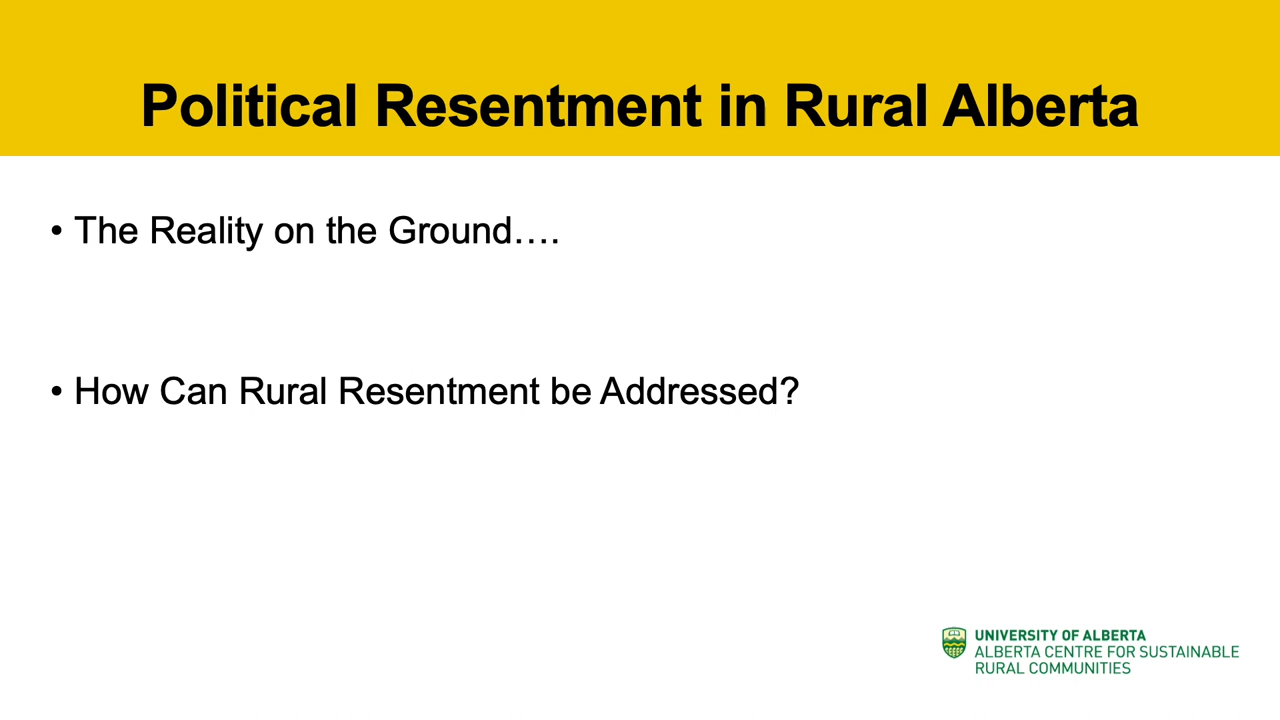 Political Resentment in Rural Alberta
• The Reality on the Ground….
• How Can Rural Resentment be Addressed?
UNIVERSITY OF ALBERTA
ALBERTA CENTRE FOR SUSTAINABLE
RURAL COMMUNITIES